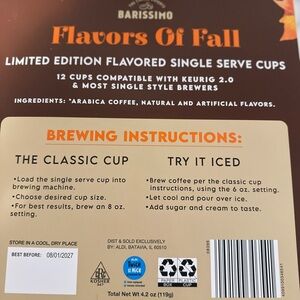 BARISSIMO
Flavors Of Fall
LIMITED EDITION FLAVORED SINGLE SERVE CUPS
12 CUPS COMPATIBLE WITH KEURIG 2.0
& MOST SINGLE STYLE BREWERS
INGREDIENTS: *ARABICA COFFEE, NATURAL AND ARTIFICIAL FLAVORS.
BREWING INSTRUCTIONS:
THE CLASSIC CUP
•Load the single serve cup into
brewing machine.
•Choose desired cup size.
•For best results, brew an 8 oz.
setting.
TRY IT ICED
•Brew coffee per the classic cup
instructions, using the 6 oz. setting.
•Let cool and pour over ice.
•Add sugar and cream to taste.
STORE IN A COOL, DRY PLACE
BEST BEFORE: 08/01/2027
DIST & SOLD EXCLUSIVELY
BY: ALDI, BATAVIA, IL 60510
KOSHER
BOX
CUP
Total Net Wt 4.2 oz (119g)